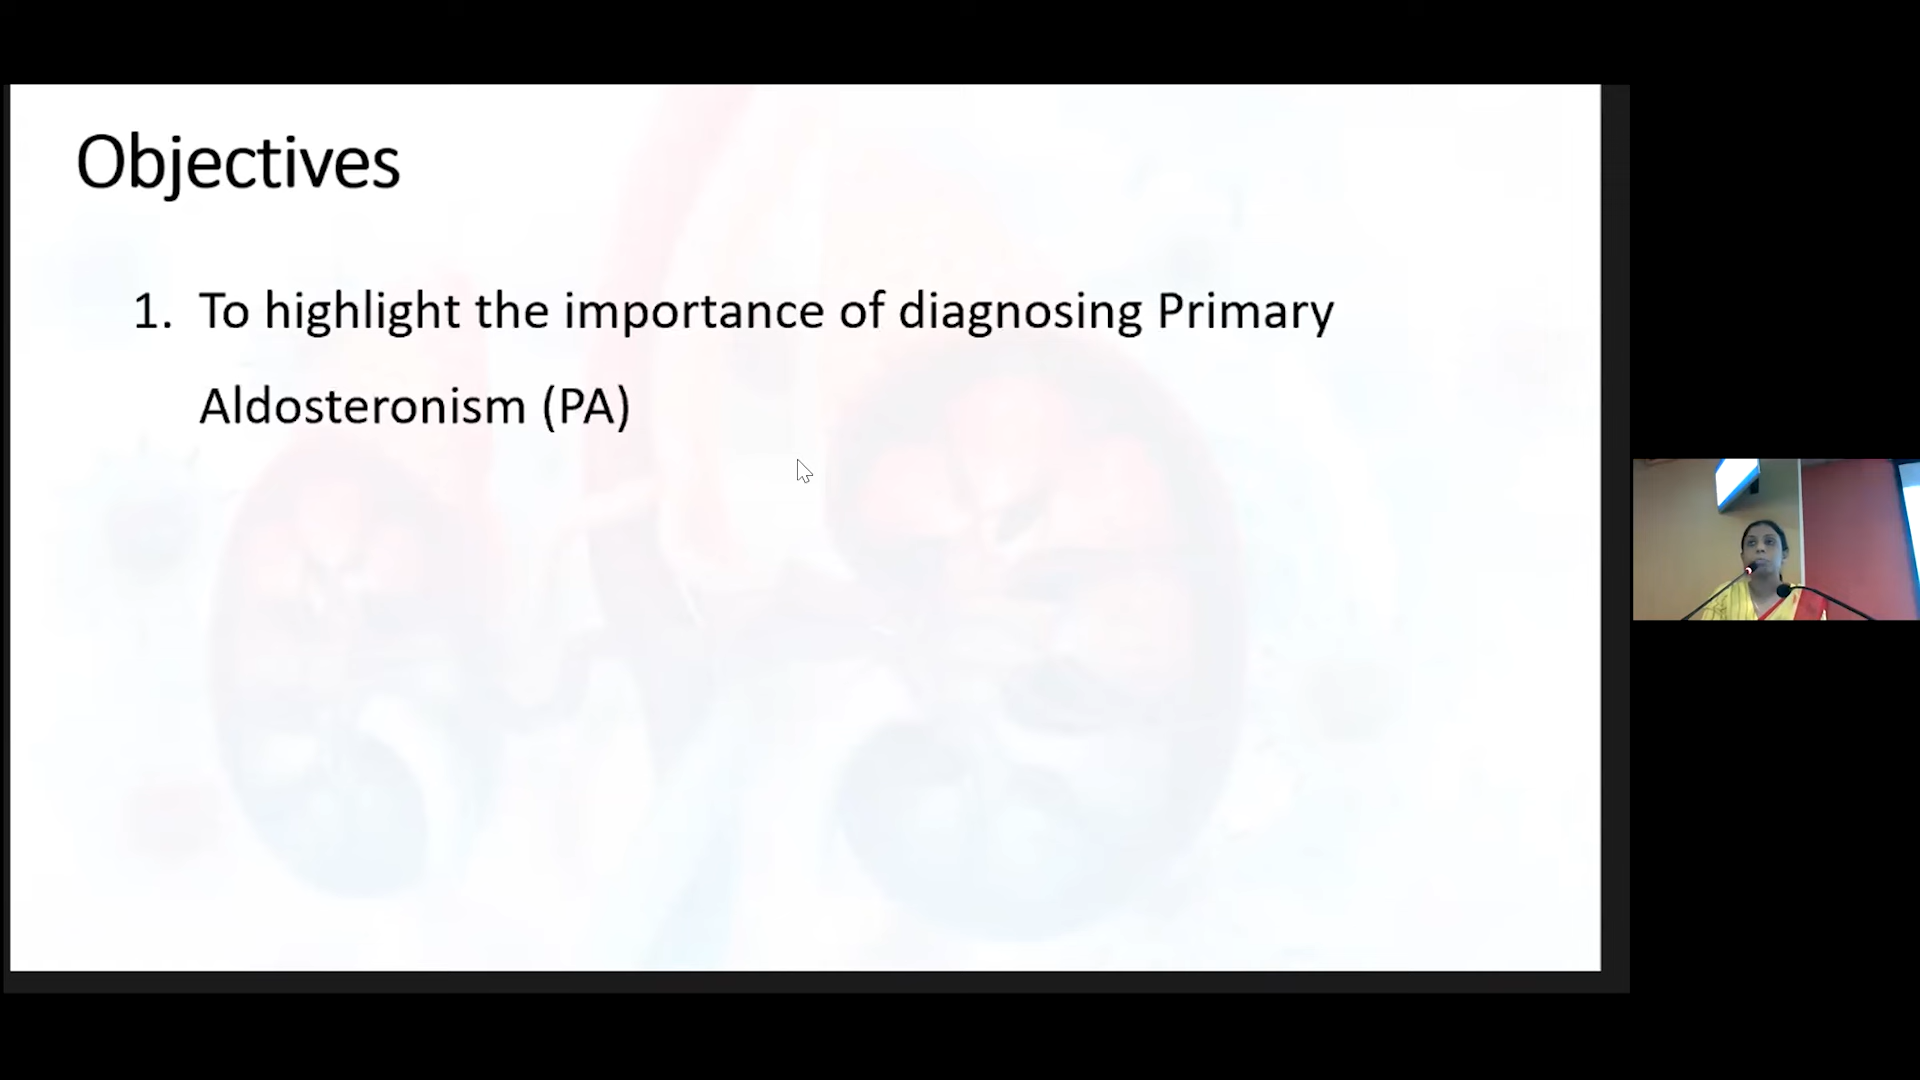 Objectives
1. To highlight the importance of diagnosing Primary
Aldosteronism (PA)